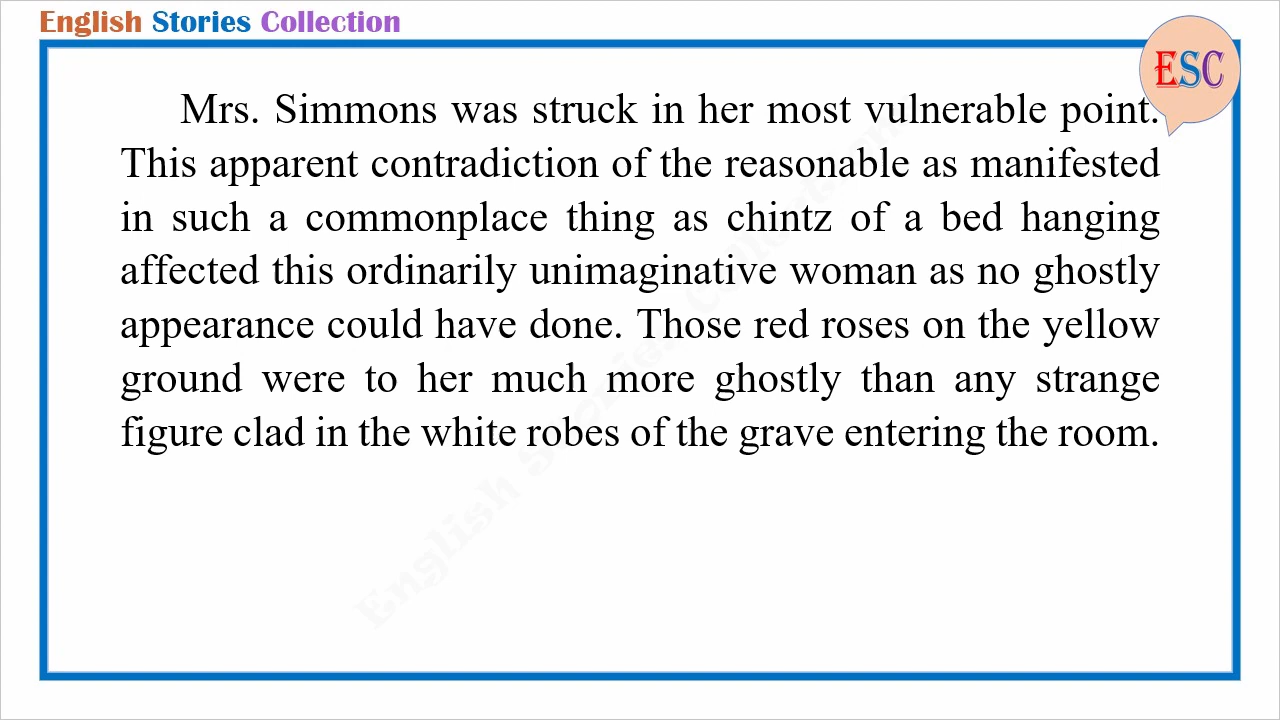 English Stories Collection
ESC
Mrs. Simmons was struck in her most vulnerable point.
This apparent contradiction of the reasonable as manifested
in such a commonplace thing as chintz of a bed hanging
affected this ordinarily unimaginative woman as no ghostly
appearance could have done. Those red roses on the yellow
ground were to her much more ghostly than any strange
figure clad in the white robes of the grave entering the room.
English Stories Collection